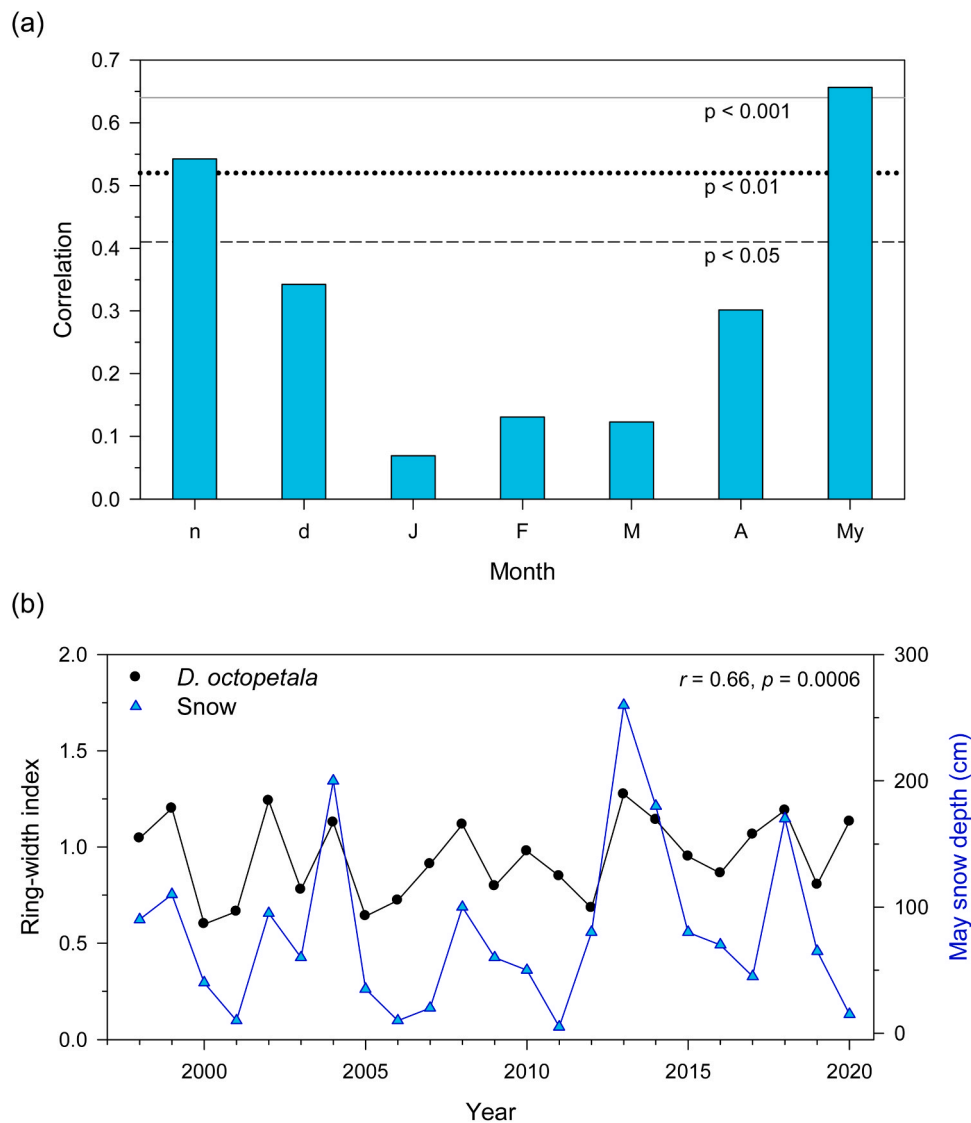 (a)
0.7
0.6
0.5
0.4
0.3
0.2
0.1
0.0
Correlation
p < 0.001
p < 0.01
p < 0.05
n d J F M A My
Month
(b)
2.0
1.5
1.0
0.5
0.0
Ring-width index
D. octopetala
Snow
r = 0.66, p = 0.0006
300
200
100
0
May snow depth (cm)
2000 2005 2010 2015 2020
Year